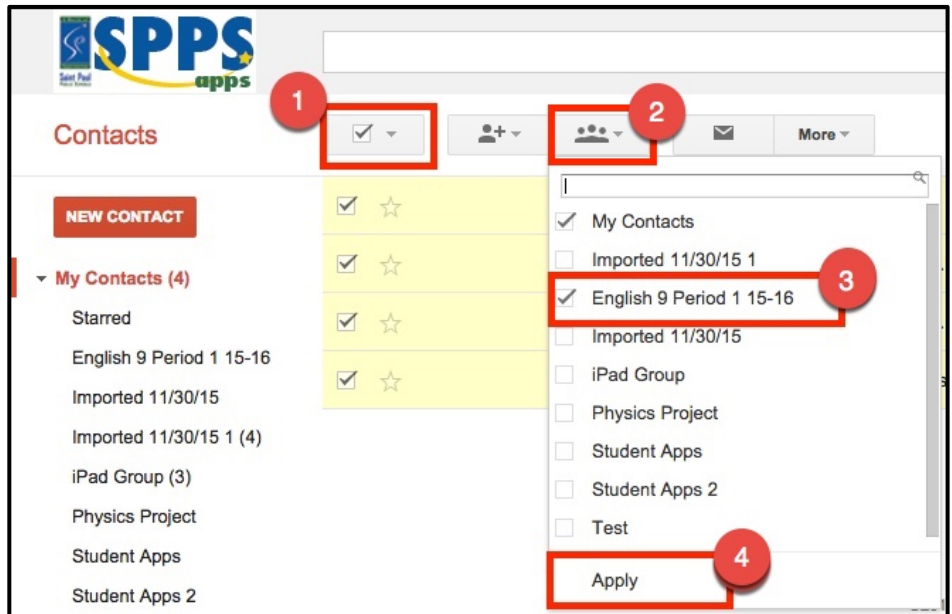 SPPS
Saint Paul
apps
1
2
Contacts
More
NEW CONTACT
My Contacts (4)
Starred
English 9 Period 1 15-16
Imported 11/30/15
Imported 11/30/15 1 (4)
iPad Group (3)
Physics Project
Student Apps
Student Apps 2
My Contacts
Imported 11/30/15 1
3
English 9 Period 1 15-16
Imported 11/30/15
iPad Group
Physics Project
Student Apps
Student Apps 2
Test
4
Apply